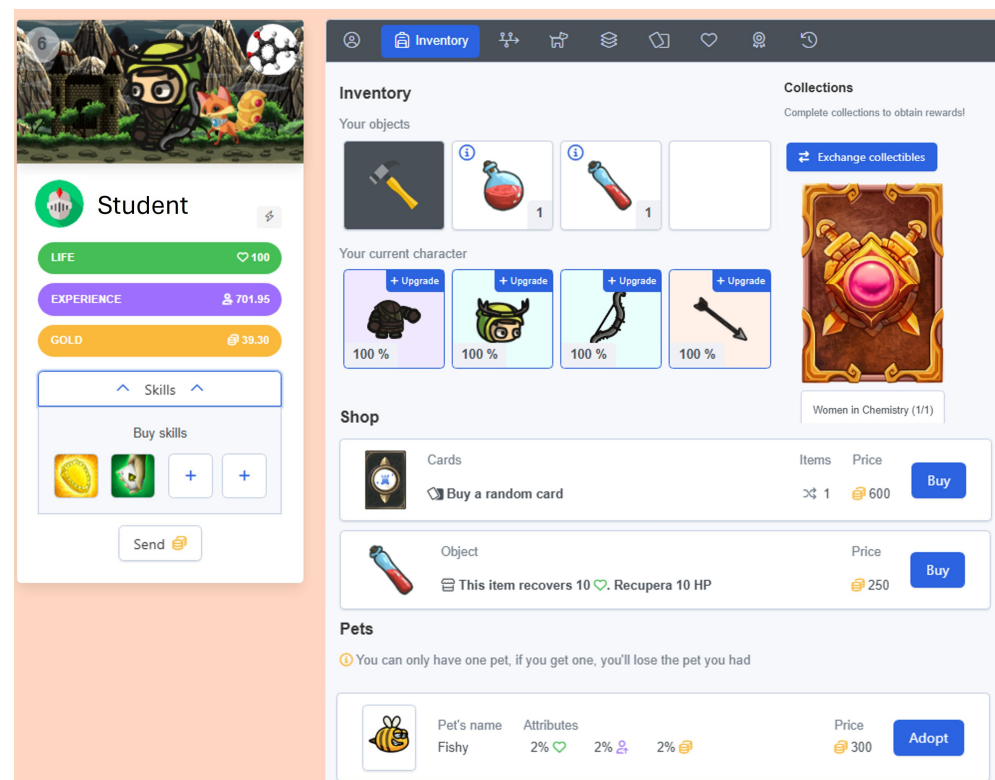 6
Student
LIFE 100
EXPERIENCE 701.95
GOLD 39.30
Skills
Buy skills
+ +
Send
Inventory
Inventory
Your objects
1 1
Your current character
+ Upgrade + Upgrade + Upgrade + Upgrade
100 % 100 % 100 % 100 %
Collections
Complete collections to obtain rewards!
Exchange collectibles
Women in Chemistry (1/1)
Shop
Cards Items Price
Buy a random card 1 600 Buy
Object Price
This item recovers 10 . Recupera 10 HP 250 Buy
Pets
You can only have one pet, if you get one, you'll lose the pet you had
Pet's name Attributes Price
Fishy 2% 2% 2% 300 Adopt